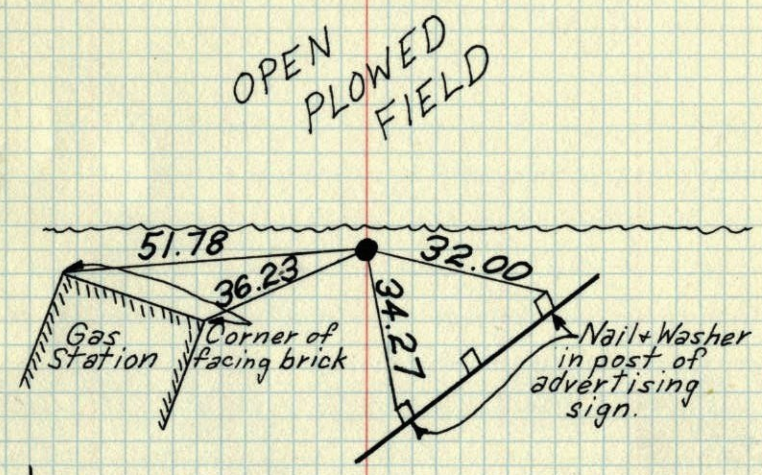 OPEN
PLOWED
FIELD
51.78
36.23
32.00
34.27
Gas
Station
Corner of
facing brick
Nail & Washer
in post of
advertising
sign.